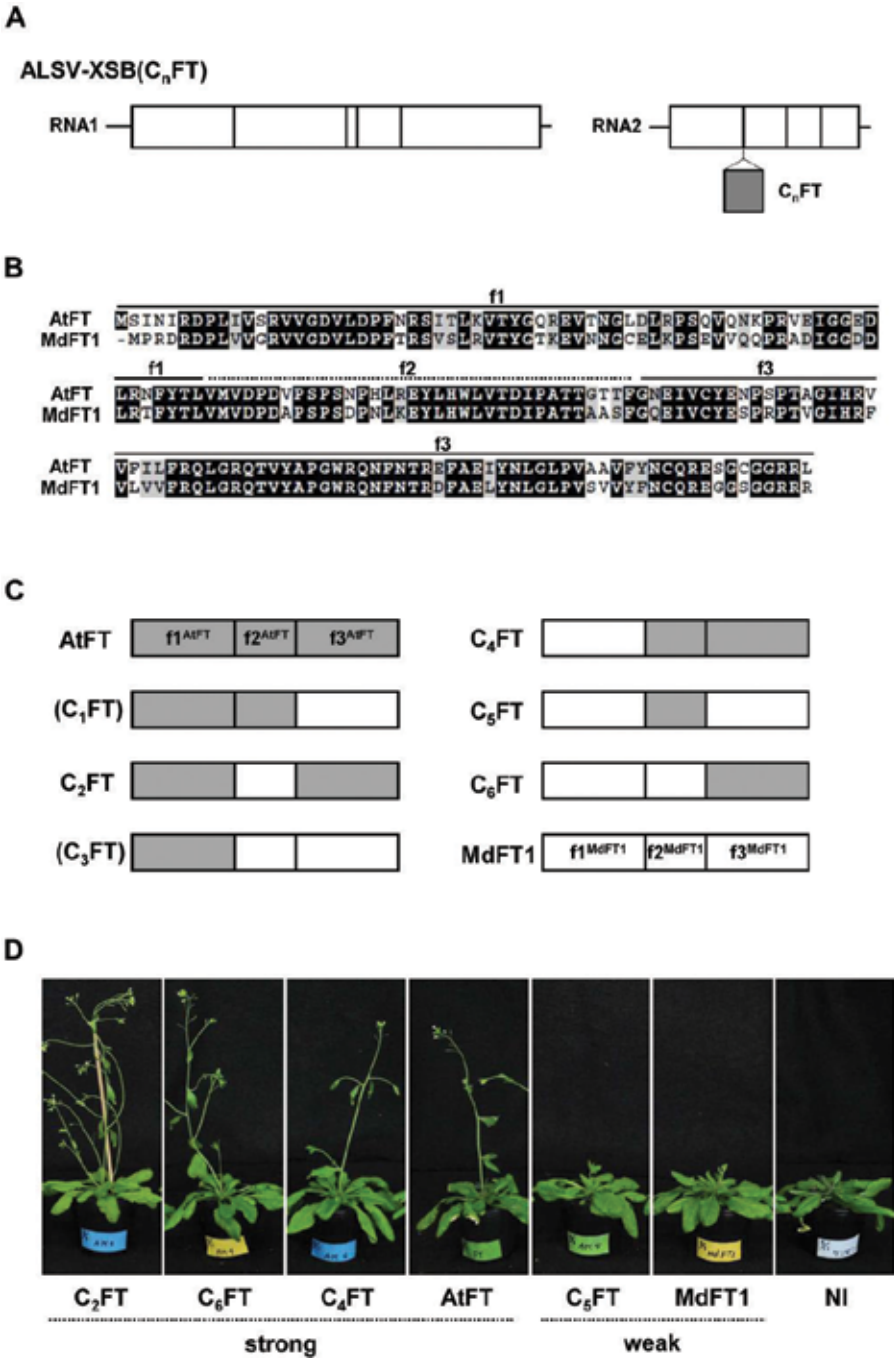 A
ALSV-XSB(CnFT)
RNA1
RNA2
CnFT
B
f1
AtFT MSINIRDPLIVSRVVGDVLDPFNRSITLKVTYGQREVTNGLDLRPSQVQNKPRVEIGGED
MdFT1 -MPRDRDPLVVGRVVGDVLDPFTRSVSLRVTYGTKEVNNGCELKPSEVVQQPRADIGGDD
f1 f2 f3
AtFT LRNFYTLVMVDPDVPSPSNPHLREYLHWLVTDIPATTGTTFGNEIVCYENPSPTAGIHRV
MdFT1 LRTFYTLVMVDPDAPSPSDPNLKEYLHWLVTDIPATTAASFGQEIVCYESPRPTVGIHRF
f3
AtFT VFILFRQLGRQTVYAPGWRQNFNTREFAEIYNLGLPVAAVFYNCQRESGCGGRRL
MdFT1 VLVVFRQLGRQTVYAPGWRQNFNTRDFAELYNLGLPVSVVYFNCQREGGSGGRRR
C
AtFT f1AtFT f2AtFT f3AtFT
C4FT
(C1FT)
C5FT
C2FT
C6FT
(C3FT)
MdFT1 f1MdFT1 f2MdFT1 f3MdFT1
D
C2FT C6FT C4FT AtFT C5FT MdFT1 NI
strong weak